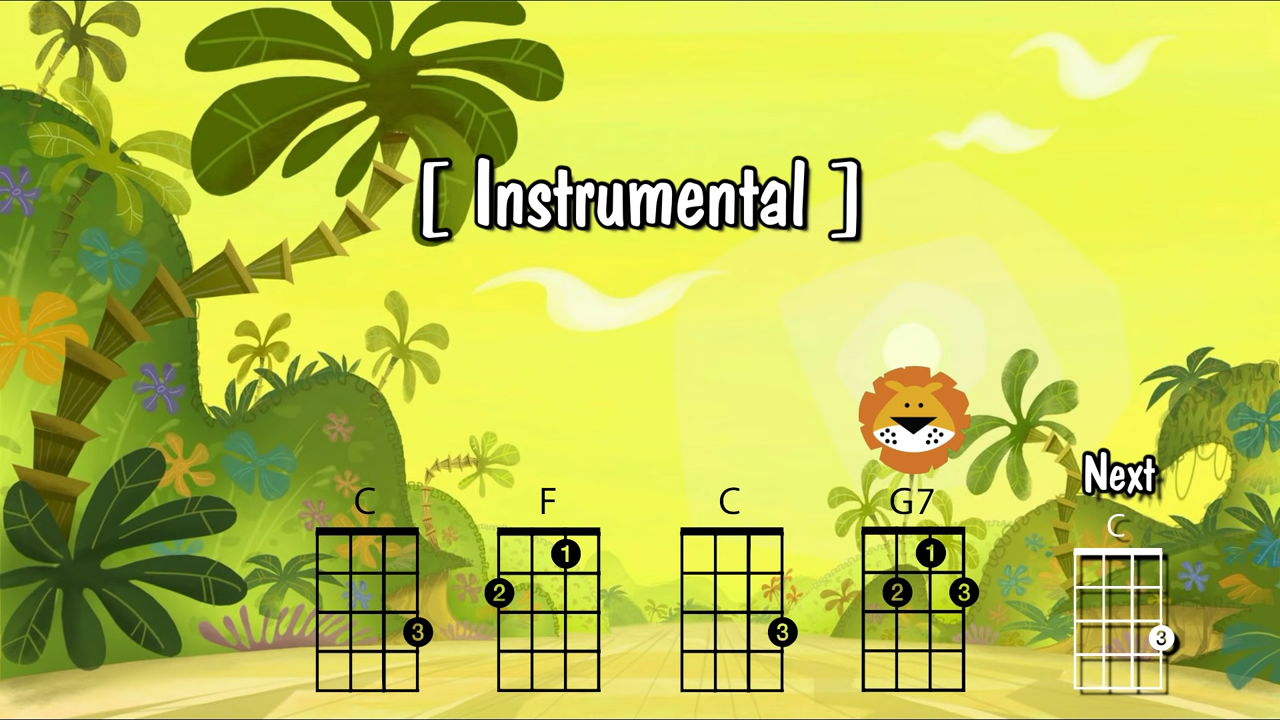 [ Instrumental ]
Next
C F C G7 C
1 1
2 2 3
3 3 3